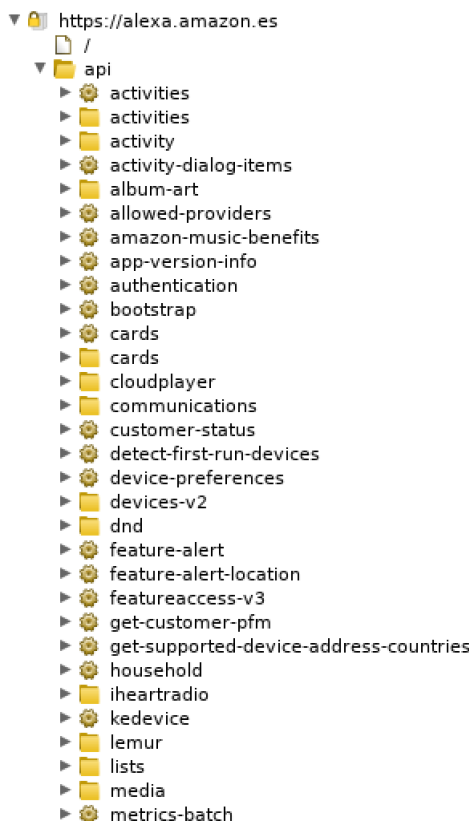 https://alexa.amazon.es
/
api
activities
activities
activity
activity-dialog-items
album-art
allowed-providers
amazon-music-benefits
app-version-info
authentication
bootstrap
cards
cards
cloudplayer
communications
customer-status
detect-first-run-devices
device-preferences
devices-v2
dnd
feature-alert
feature-alert-location
featureaccess-v3
get-customer-pfm
get-supported-device-address-countries
household
iheartradio
kedevice
lemur
lists
media
metrics-batch